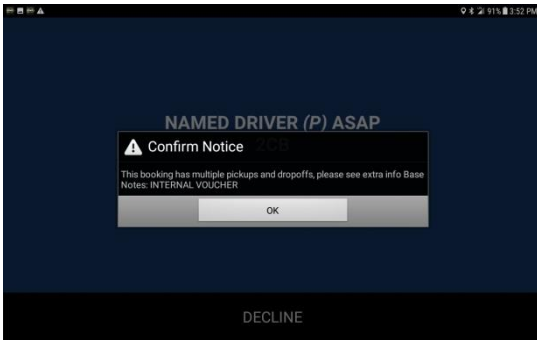 91% 3:52 PM
NAMED DRIVER (P) ASAP
2CB
Confirm Notice
This booking has multiple pickups and dropoffs, please see extra info Base
Notes: INTERNAL VOUCHER
OK
DECLINE